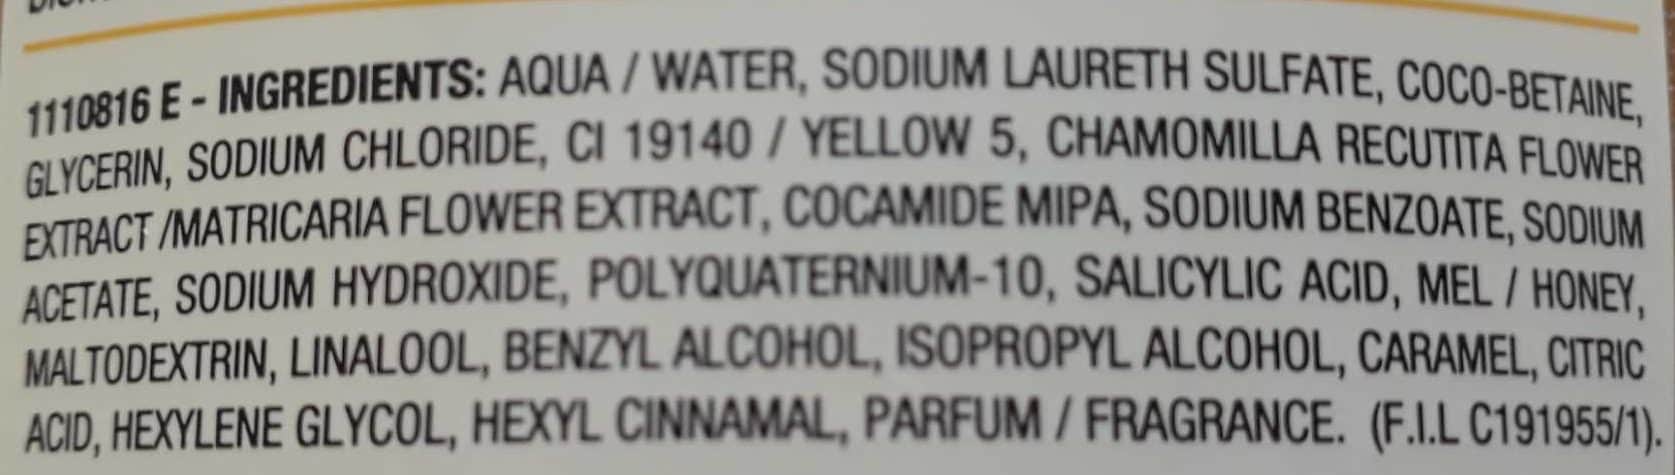 1110816 E - INGREDIENTS: AQUA / WATER, SODIUM LAURETH SULFATE, COCO-BETAINE,
GLYCERIN, SODIUM CHLORIDE, CI 19140 / YELLOW 5, CHAMOMILLA RECUTITA FLOWER
EXTRACT /MATRICARIA FLOWER EXTRACT, COCAMIDE MIPA, SODIUM BENZOATE, SODIUM
ACETATE, SODIUM HYDROXIDE, POLYQUATERNIUM-10, SALICYLIC ACID, MEL / HONEY,
MALTODEXTRIN, LINALOOL, BENZYL ALCOHOL, ISOPROPYL ALCOHOL, CARAMEL, CITRIC
ACID, HEXYLENE GLYCOL, HEXYL CINNAMAL, PARFUM / FRAGRANCE. (F.I.L C191955/1).